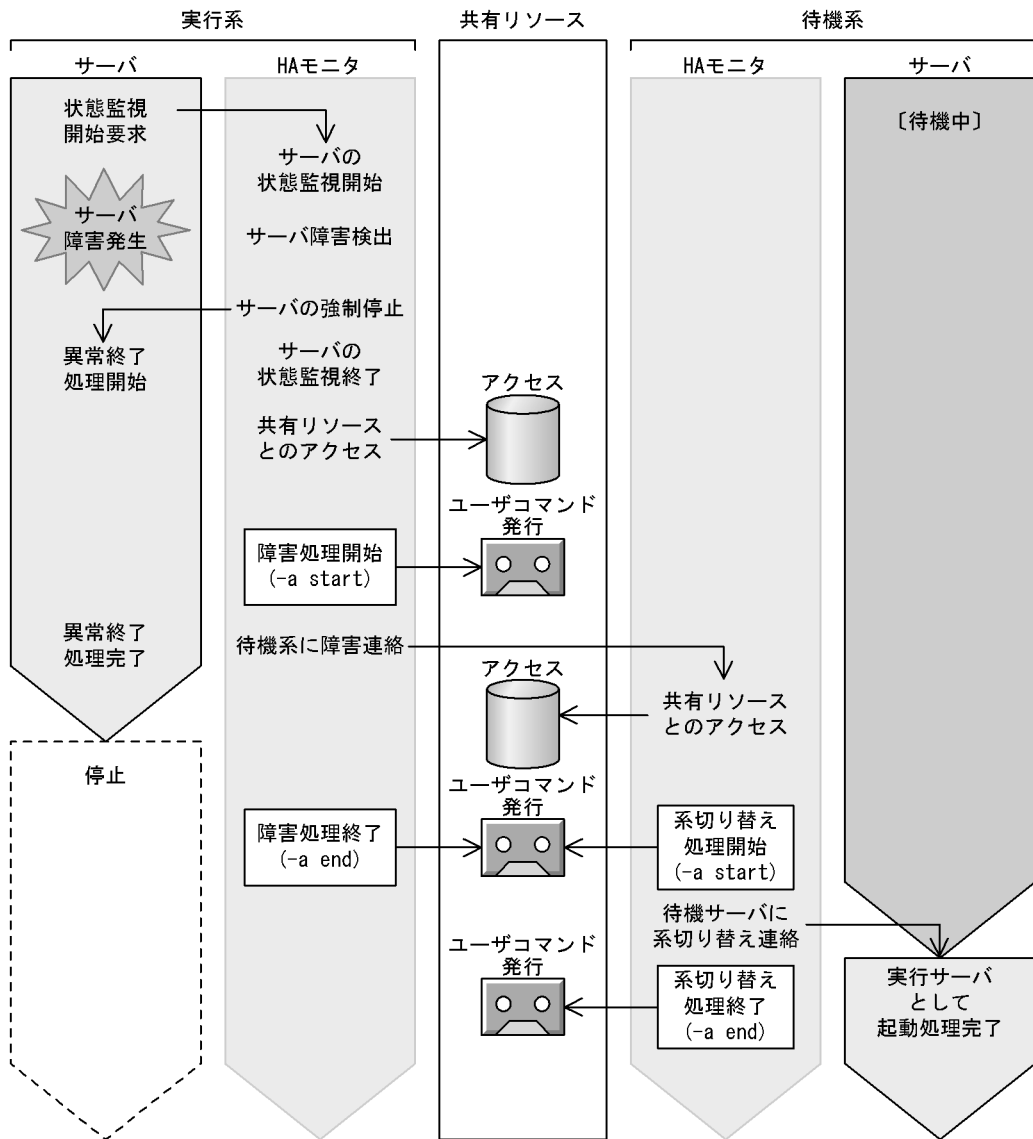 実行系
共有リソース
待機系
サーバ
HAモニタ
HAモニタ
サーバ
状態監視
開始要求
〔待機中〕
サーバの
状態監視開始
サーバ
障害発生
サーバ障害検出
サーバの強制停止
異常終了
処理開始
サーバの
状態監視終了
アクセス
共有リソース
とのアクセス
ユーザコマンド
発行
障害処理開始
(-a start)
異常終了
処理完了
待機系に障害連絡
アクセス
共有リソース
とのアクセス
停止
ユーザコマンド
発行
障害処理終了
(-a end)
系切り替え
処理開始
(-a start)
待機サーバに
系切り替え連絡
ユーザコマンド
発行
系切り替え
処理終了
(-a end)
実行サーバ
として
起動処理完了